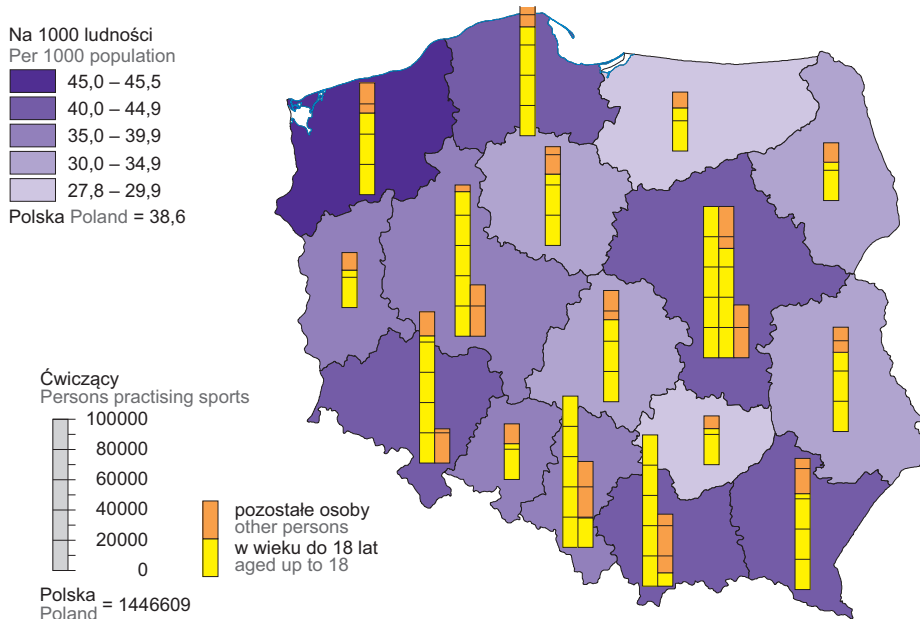 Na 1000 ludności
Per 1000 population
45,0 – 45,5
40,0 – 44,9
35,0 – 39,9
30,0 – 34,9
27,8 – 29,9
Polska Poland = 38,6
Ćwiczący
Persons practising sports
100000
80000
60000
40000
20000
0
Polska
Poland = 1446609
pozostałe osoby
other persons
w wieku do 18 lat
aged up to 18